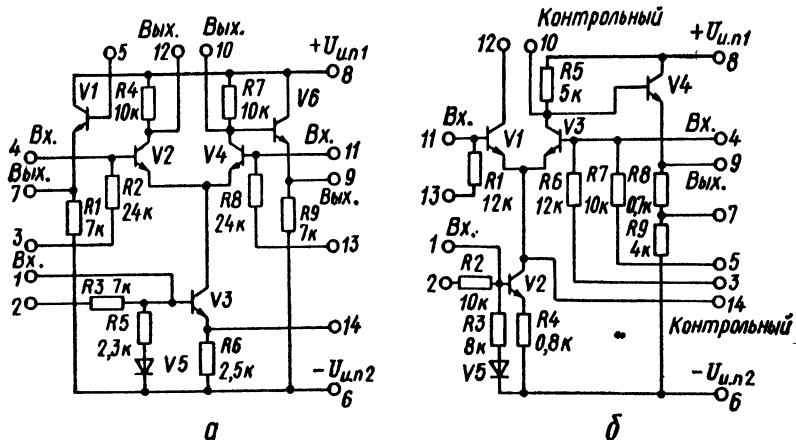 Вых. Вых.
5 12 10 +Uи.п1
8
V1 R4 10к R7 10к V6
Вх. Вх.
4 V2 V4 11
Вых.
7 R2 24к R8 24к 9
Вых.
R1 7к R9 7к
3 13
Вх.
1
2 R3 7к V3
R5 2,3к 14
V5 R6 2,5к
-Uи.п2
6
а
Контрольный
12 10 +Uи.п1
8
R5 5к V4
Вх. Вх.
11 V1 V3 4
9
13 R1 12к R6 12к R7 10к R8 0,7к Вых.
7
R9 4к
Вх.
1
2 R2 10к V2 5
3
14
R3 8к R4 0,8к Контрольный
V5
-Uи.п2
6
б